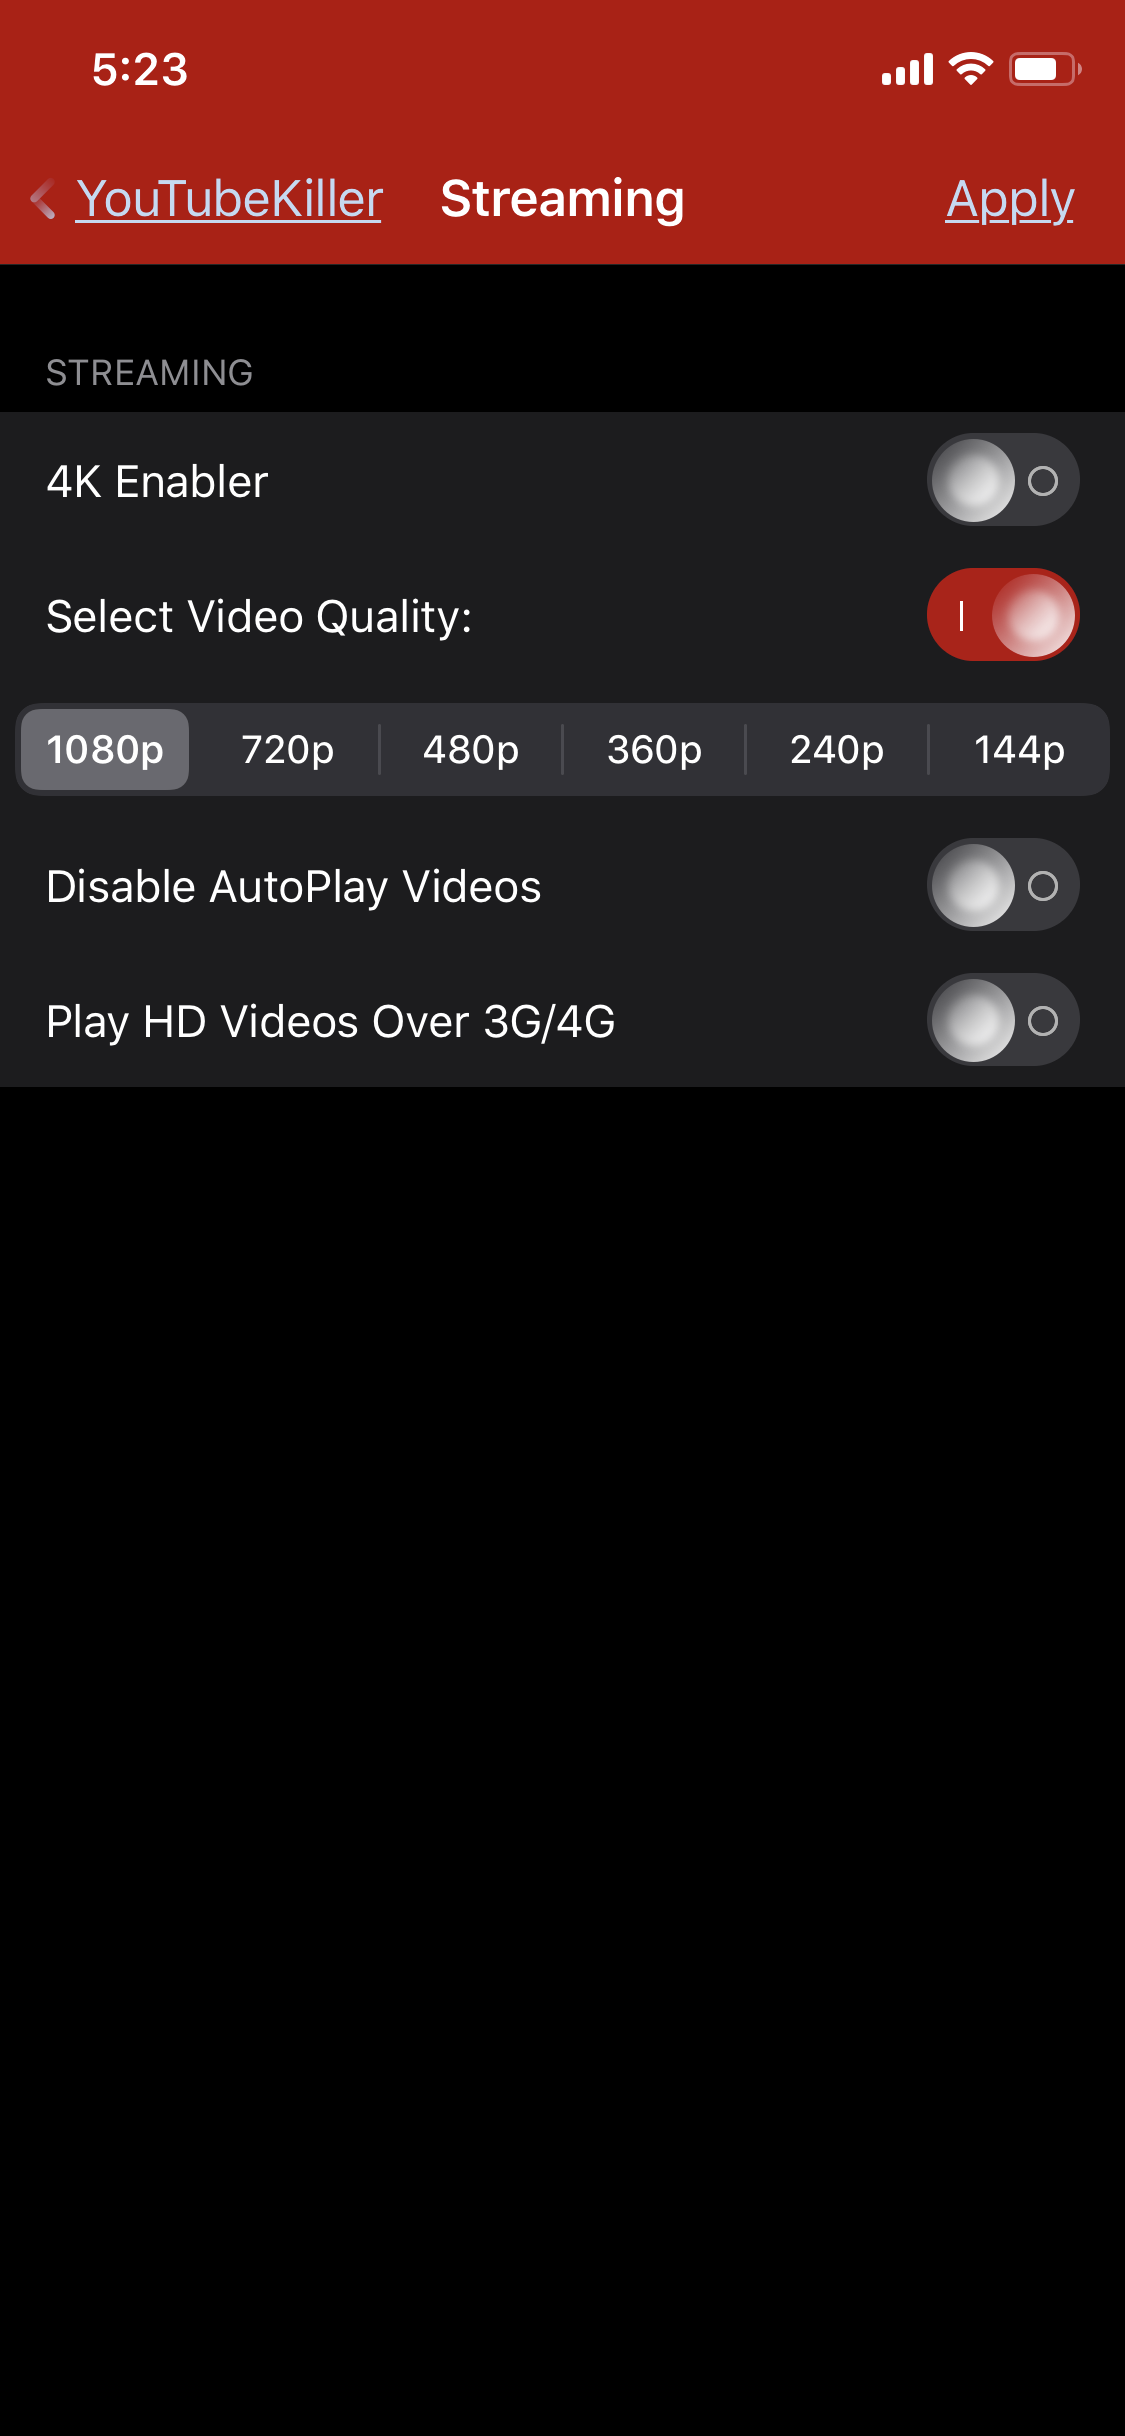 5:23
YouTubeKiller Streaming Apply
STREAMING
4K Enabler
Select Video Quality:
1080p 720p 480p 360p 240p 144p
Disable AutoPlay Videos
Play HD Videos Over 3G/4G